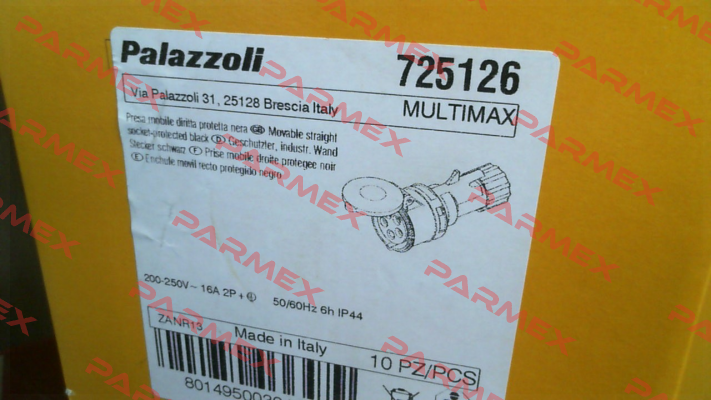 Palazzoli
725126
Via Palazzoli 31, 25128 Brescia Italy
MULTIMAX
Presa mobile diritta protetta nera GB Movable straight
socket-protected black D Geschutzter, industr. Wand
Stecker schwarz F Prise mobile droite protegee noir
E Enchufe movil recto protegido negro
200-250V~ 16A 2P+ 50/60Hz 6h IP44
ZANR13
Made in Italy
10 PZ/PCS
PARMEX